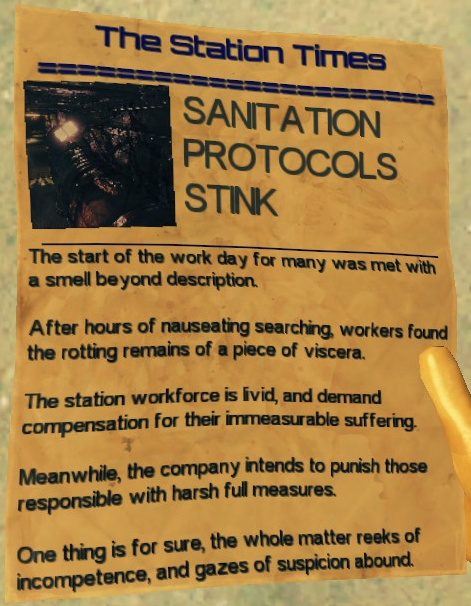 The Station Times
========================
SANITATION
PROTOCOLS
STINK
The start of the work day for many was met with
a smell beyond description.
After hours of nauseating searching, workers found
the rotting remains of a piece of viscera.
The station workforce is livid, and demand
compensation for their immeasurable suffering.
Meanwhile, the company intends to punish those
responsible with harsh full measures.
One thing is for sure, the whole matter reeks of
incompetence, and gazes of suspicion abound.